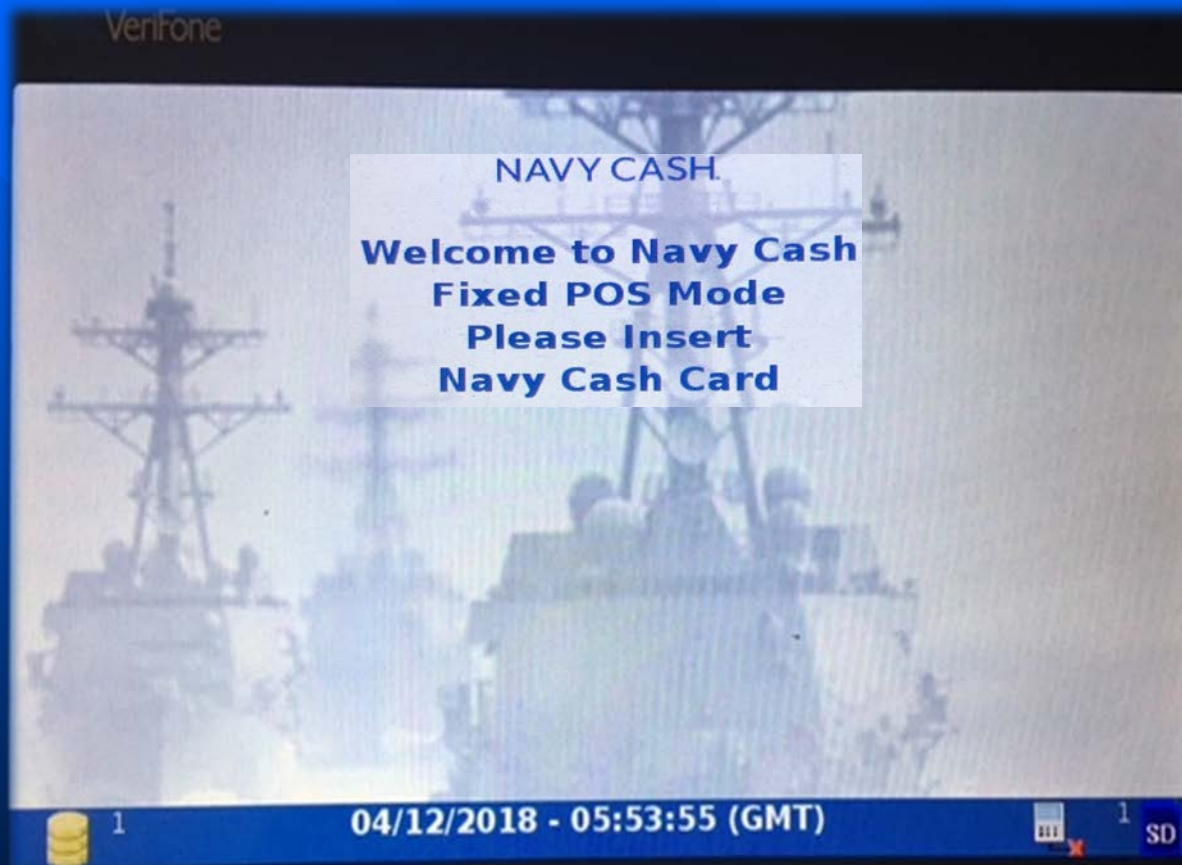 VeriFone
NAVY CASH.
Welcome to Navy Cash
Fixed POS Mode
Please Insert
Navy Cash Card
1
04/12/2018 - 05:53:55 (GMT)
1
SD